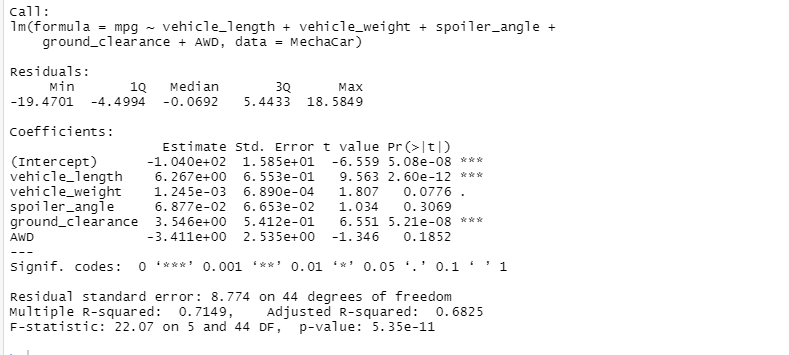 Call:
lm(formula = mpg ~ vehicle_length + vehicle_weight + spoiler_angle +
    ground_clearance + AWD, data = MechaCar)

Residuals:
     Min       1Q   Median       3Q      Max
-19.4701  -4.4994  -0.0692   5.4433  18.5849

Coefficients:
                   Estimate Std. Error t value Pr(>|t|)
(Intercept)      -1.040e+02  1.585e+01  -6.559 5.08e-08 ***
vehicle_length    6.267e+00  6.553e-01   9.563 2.60e-12 ***
vehicle_weight    1.245e-03  6.890e-04   1.807   0.0776 .
spoiler_angle     6.877e-02  6.653e-02   1.034   0.3069
ground_clearance  3.546e+00  5.412e-01   6.551 5.21e-08 ***
AWD              -3.411e+00  2.535e+00  -1.346   0.1852
---
Signif. codes:  0 ‘***’ 0.001 ‘**’ 0.01 ‘*’ 0.05 ‘.’ 0.1 ‘ ’ 1

Residual standard error: 8.774 on 44 degrees of freedom
Multiple R-squared:  0.7149,    Adjusted R-squared:  0.6825
F-statistic: 22.07 on 5 and 44 DF,  p-value: 5.35e-11